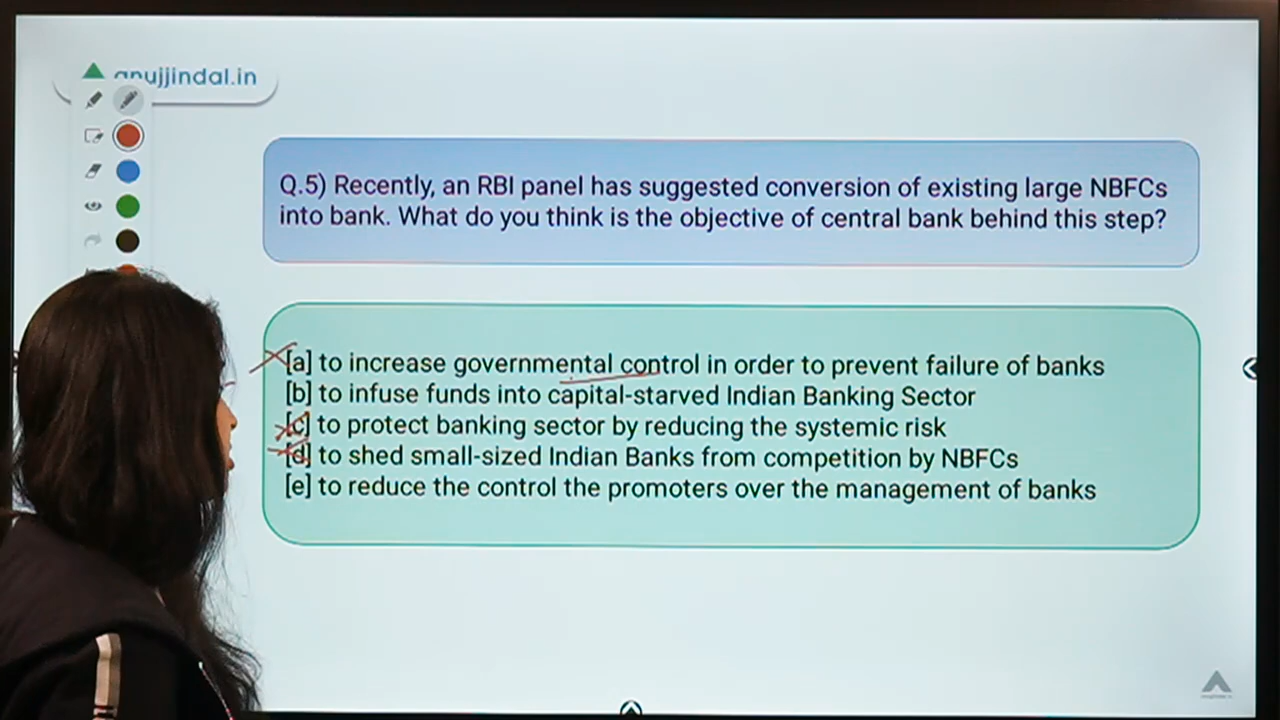 anujjindal.in
Q.5) Recently, an RBI panel has suggested conversion of existing large NBFCs
into bank. What do you think is the objective of central bank behind this step?
[a] to increase governmental control in order to prevent failure of banks
[b] to infuse funds into capital-starved Indian Banking Sector
[c] to protect banking sector by reducing the systemic risk
[d] to shed small-sized Indian Banks from competition by NBFCs
[e] to reduce the control the promoters over the management of banks